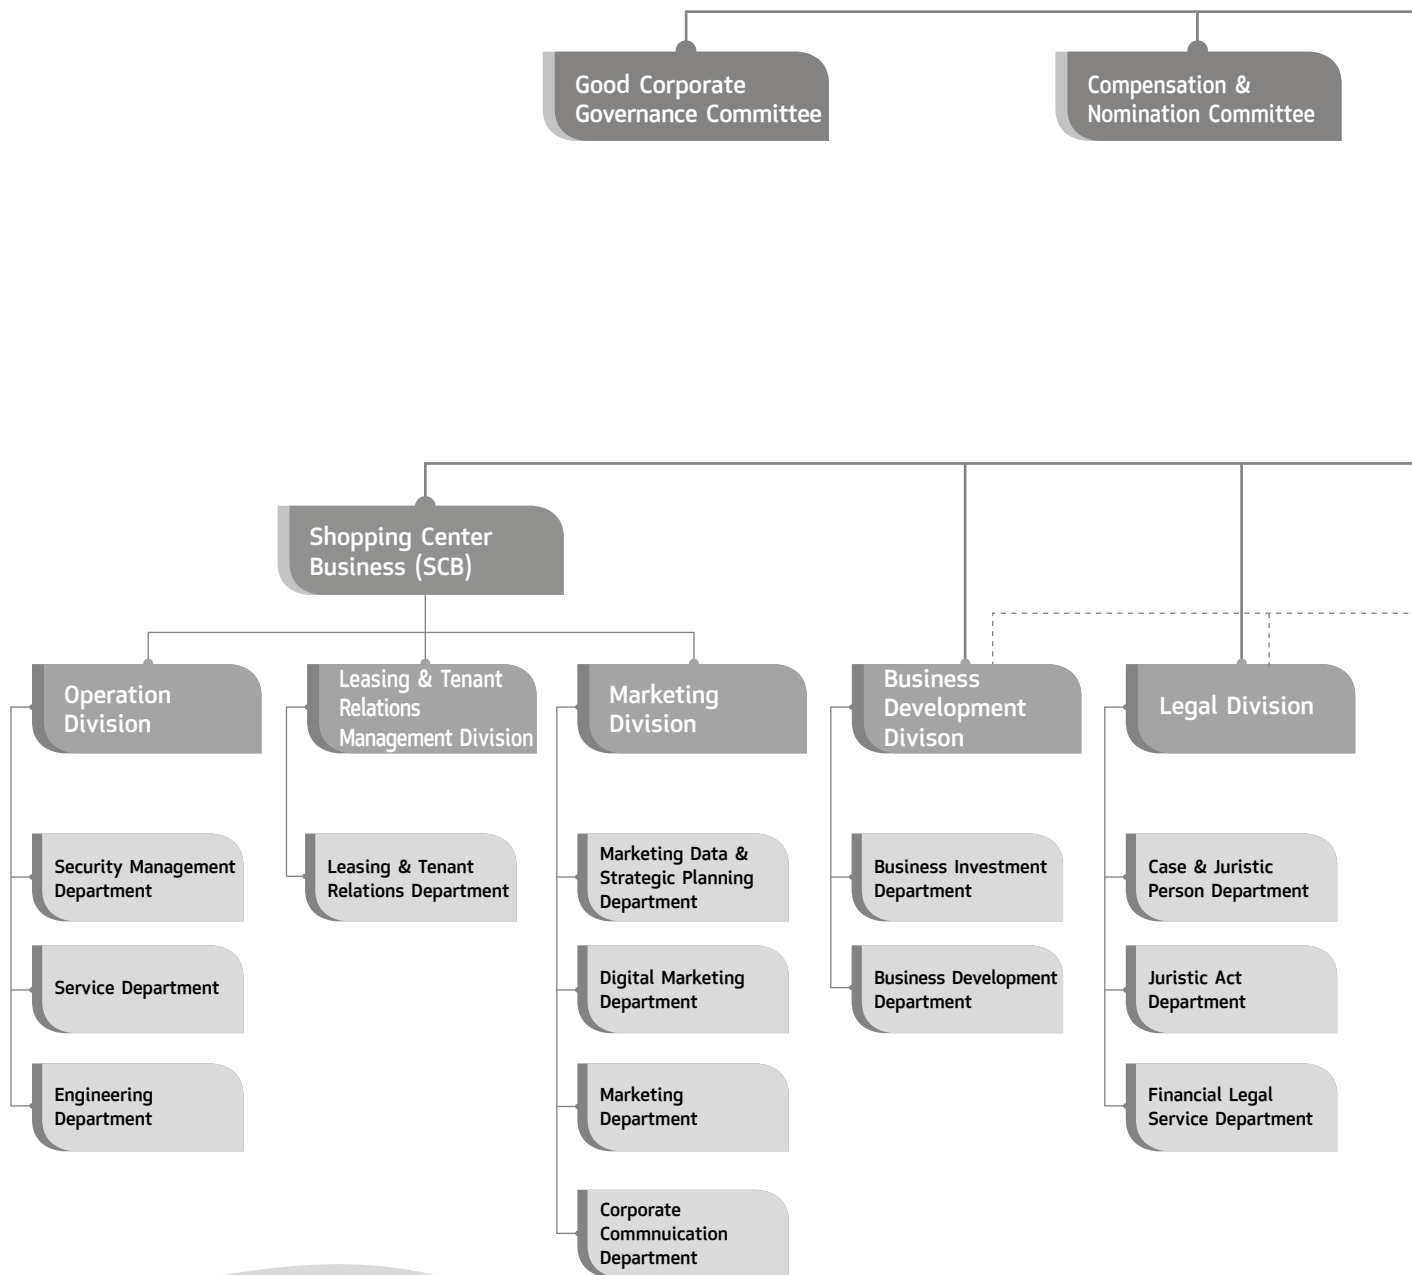 Good Corporate
Governance Committee
Compensation &
Nomination Committee
Shopping Center
Business (SCB)
Operation
Division
Leasing & Tenant
Relations
Management Division
Marketing
Division
Business
Development
Divison
Legal Division
Security Management
Department
Leasing & Tenant
Relations Department
Marketing Data &
Strategic Planning
Department
Business Investment
Department
Case & Juristic
Person Department
Service Department
Digital Marketing
Department
Business Development
Department
Juristic Act
Department
Engineering
Department
Marketing
Department
Financial Legal
Service Department
Corporate
Commnuication
Department